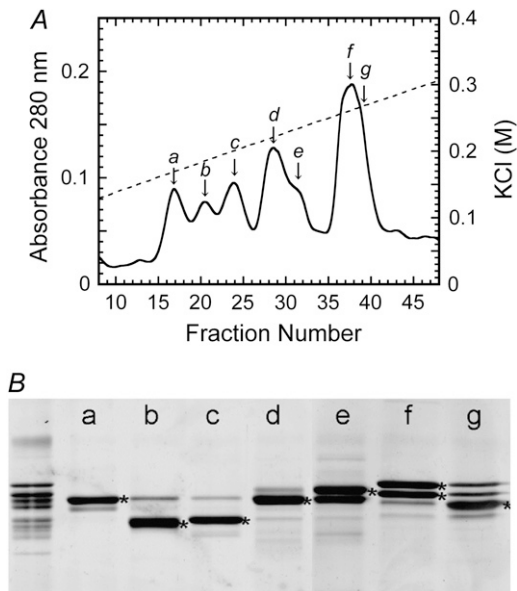 A
0.4
0.2
0.3
0.2
0.1
0.1
0
0
Absorbance 280 nm
KCl (M)
a
b
c
d
e
f
g
10 15 20 25 30 35 40 45
Fraction Number
B
a b c d e f g
* * * * * * * *